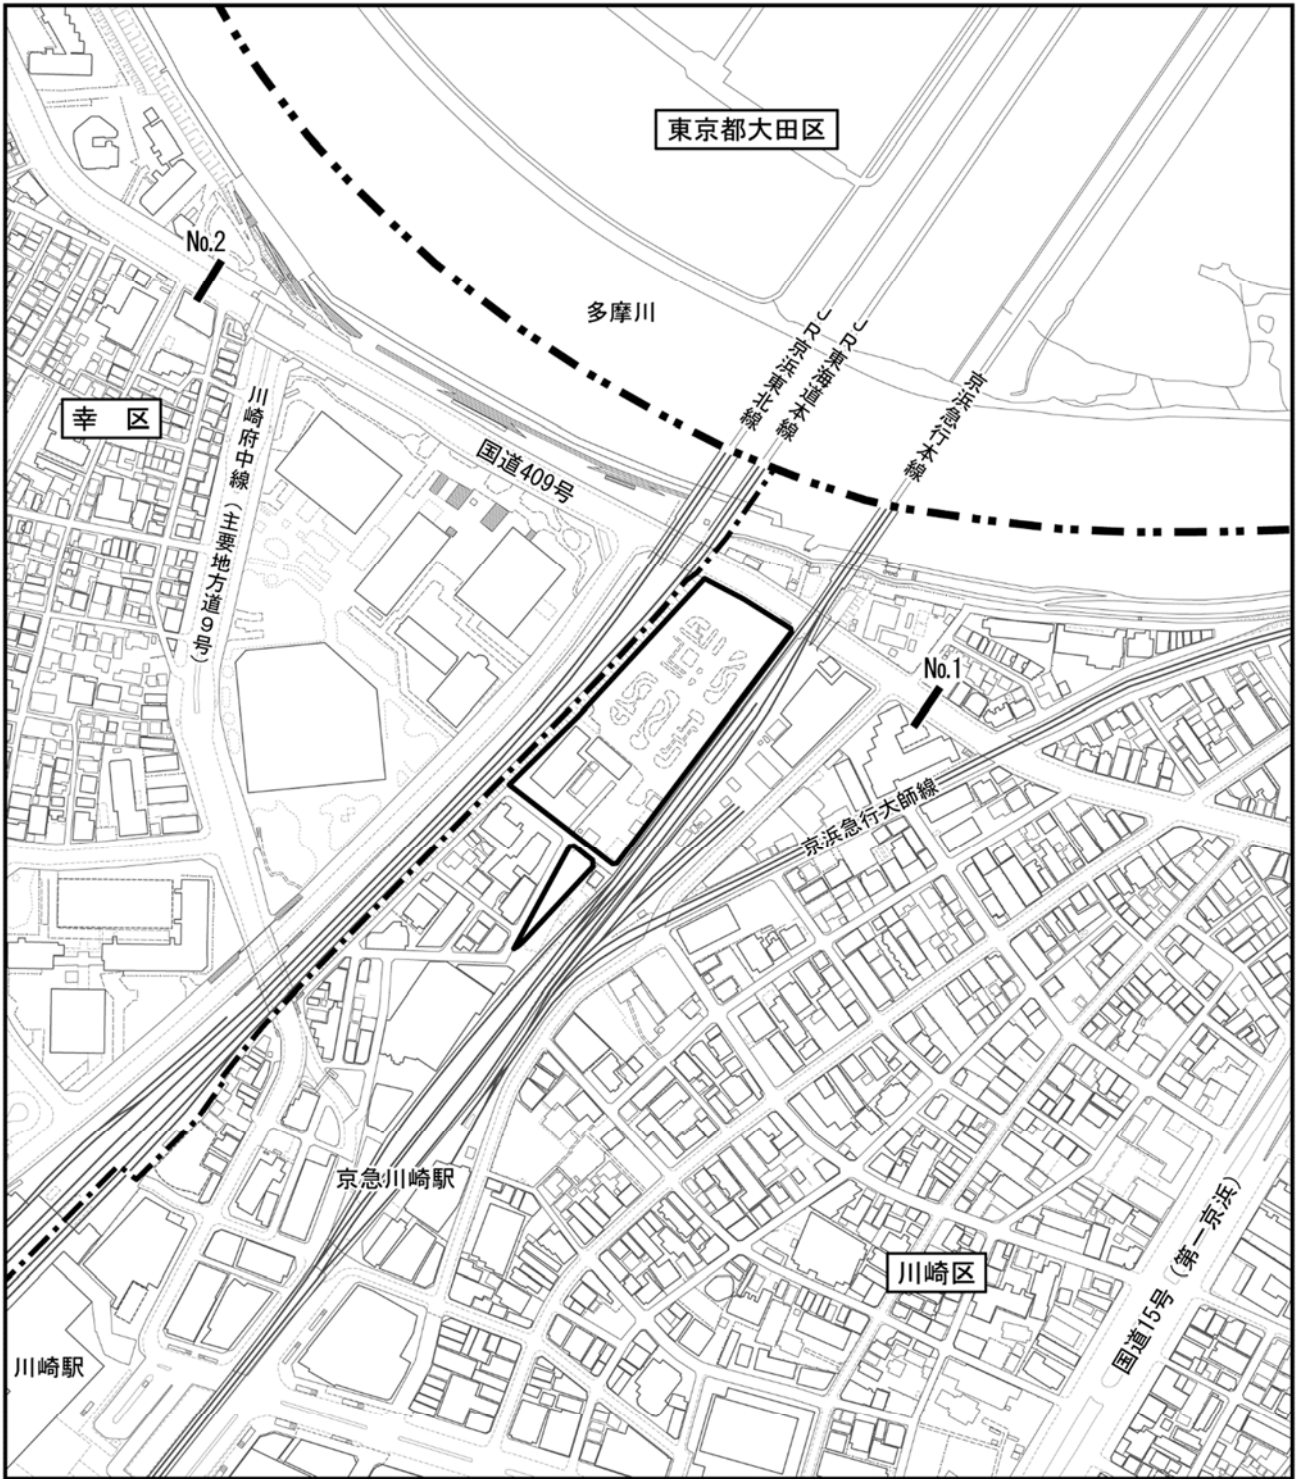 東京都大田区
No.2
多摩川
JR京浜東北線
JR東海道本線
京浜急行本線
幸 区
川崎府中線(主要地方道9号)
国道409号
No.1
京浜急行大師線
京急川崎駅
川崎区
国道15号(第一京浜)
川崎駅